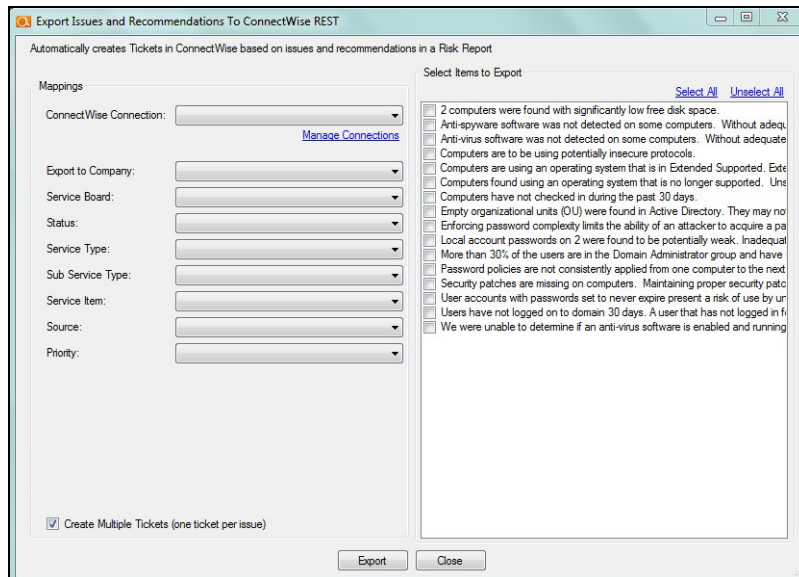 Export Issues and Recommendations To ConnectWise REST
Automatically creates Tickets in ConnectWise based on issues and recommendations in a Risk Report
Mappings
ConnectWise Connection:
Manage Connections
Export to Company:
Service Board:
Status:
Service Type:
Sub Service Type:
Service Item:
Source:
Priority:
Create Multiple Tickets (one ticket per issue)
Select Items to Export
Select All Unselect All
2 computers were found with significantly low free disk space.
Anti-spyware software was not detected on some computers. Without adequ
Anti-virus software was not detected on some computers. Without adequate
Computers are to be using potentially insecure protocols.
Computers are using an operating system that is in Extended Supported. Exte
Computers found using an operating system that is no longer supported. Uns
Computers have not checked in during the past 30 days.
Empty organizational units (OU) were found in Active Directory. They may not
Enforcing password complexity limits the ability of an attacker to acquire a pa
Local account passwords on 2 were found to be potentially weak. Inadequat
More than 30% of the users are in the Domain Administrator group and have
Password policies are not consistently applied from one computer to the next
Security patches are missing on computers. Maintaining proper security patc
User accounts with passwords set to never expire present a risk of use by un
Users have not logged on to domain 30 days. A user that has not logged in f
We were unable to determine if an anti-virus software is enabled and running
Export Close